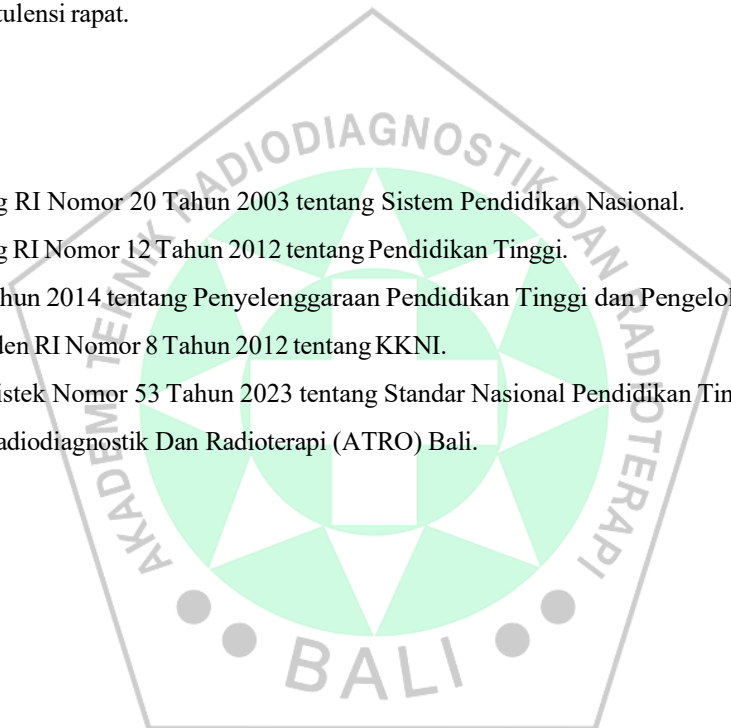 tulensi rapat.
g RI Nomor 20 Tahun 2003 tentang Sistem Pendidikan Nasional.
g RI Nomor 12 Tahun 2012 tentang Pendidikan Tinggi.
hun 2014 tentang Penyelenggaraan Pendidikan Tinggi dan Pengelol
den RI Nomor 8 Tahun 2012 tentang KKNI.
istek Nomor 53 Tahun 2023 tentang Standar Nasional Pendidikan Tin
adiodiagnostik Dan Radioterapi (ATRO) Bali.
AKADEMI TEKNIK RADIODIAGNOSTIK DAN RADIOTERAPI
BALI